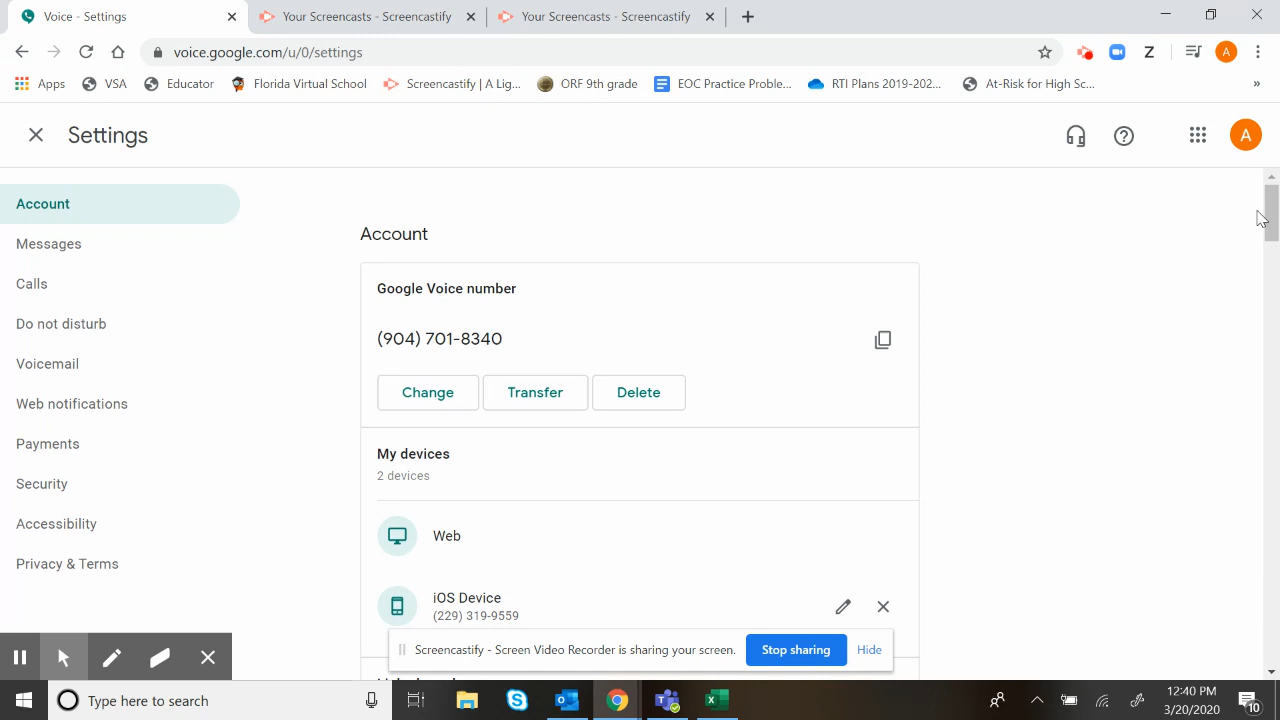 Voice - Settings
Your Screencasts - Screencastify
Your Screencasts - Screencastify
voice.google.com/u/0/settings
Z
A
Apps
VSA
Educator
Florida Virtual School
Screencastify | A Lig...
ORF 9th grade
EOC Practice Proble...
RTI Plans 2019-202...
At-Risk for High Sc...
»
Settings
A
Account
Messages
Calls
Do not disturb
Voicemail
Web notifications
Payments
Security
Accessibility
Privacy & Terms
Account
Google Voice number
(904) 701-8340
Change
Transfer
Delete
My devices
2 devices
Web
iOS Device
(229) 319-9559
Screencastify - Screen Video Recorder is sharing your screen.
Stop sharing
Hide
Type here to search
12:40 PM
3/20/2020
10